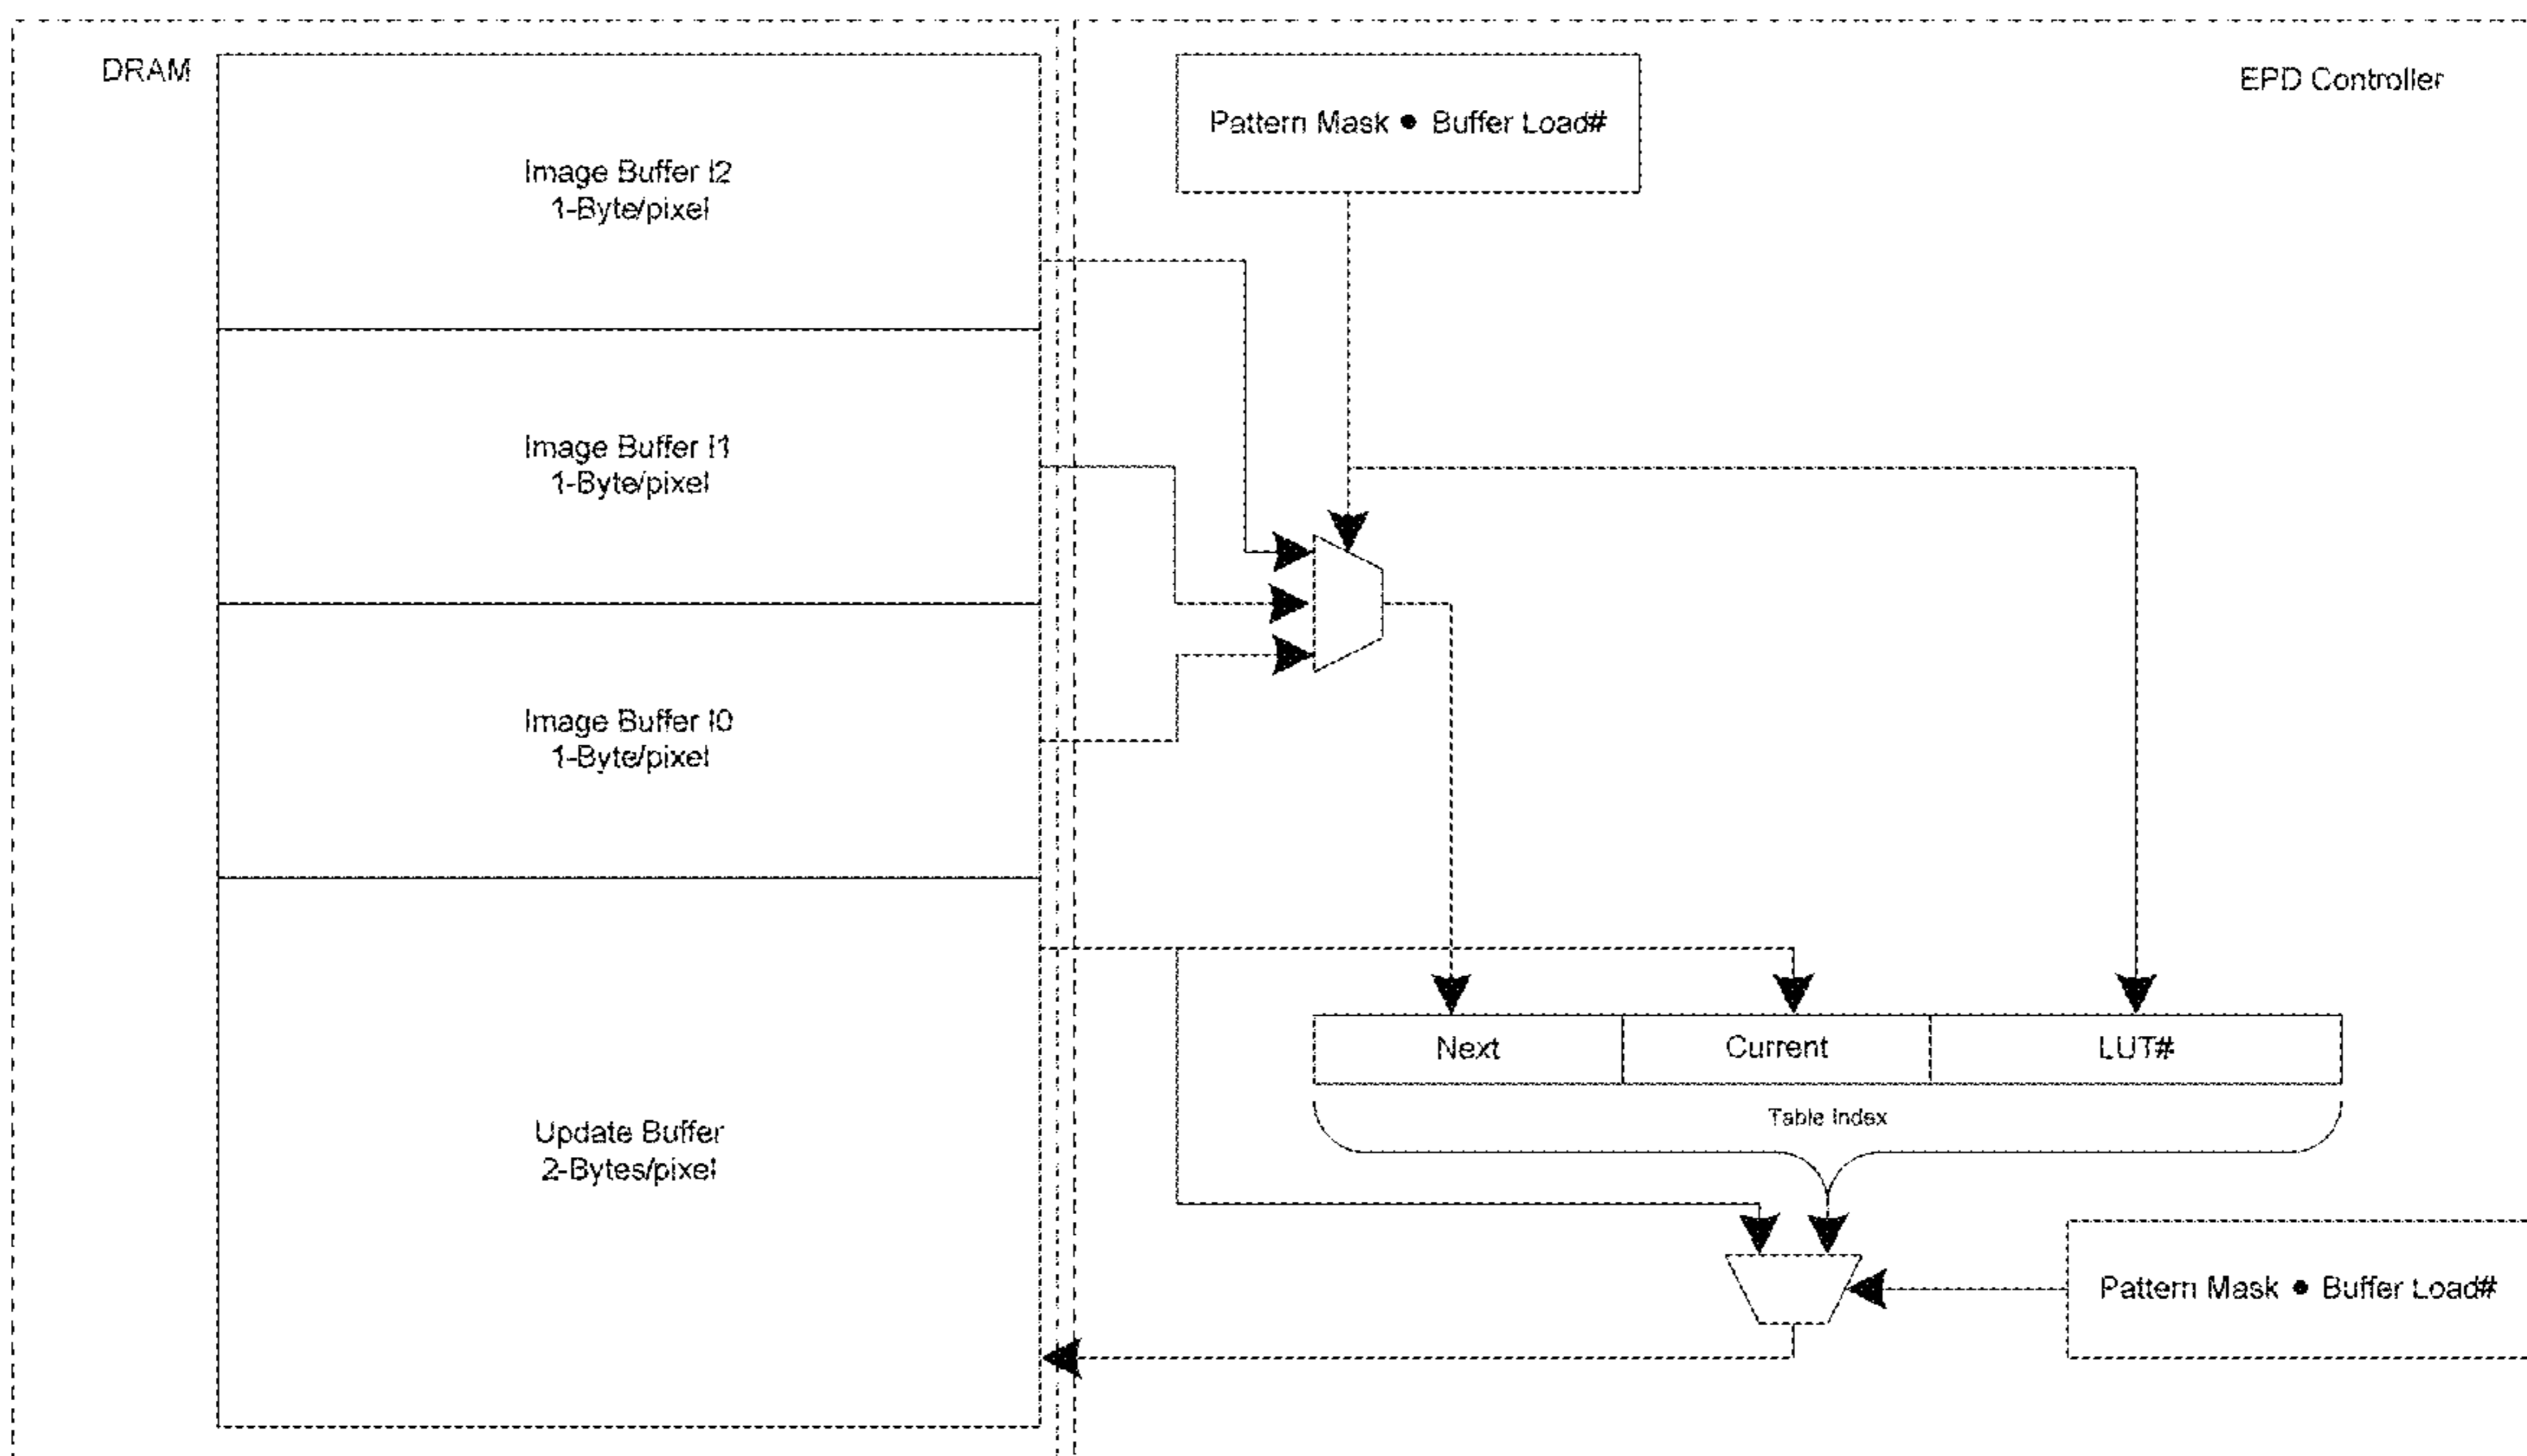 DRAM
EPD Controller
Pattern Mask • Buffer Load#
Image Buffer I2
1-Byte/pixel
Image Buffer I1
1-Byte/pixel
Image Buffer I0
1-Byte/pixel
Next
Current
LUT#
Table Index
Update Buffer
2-Bytes/pixel
Pattern Mask • Buffer Load#